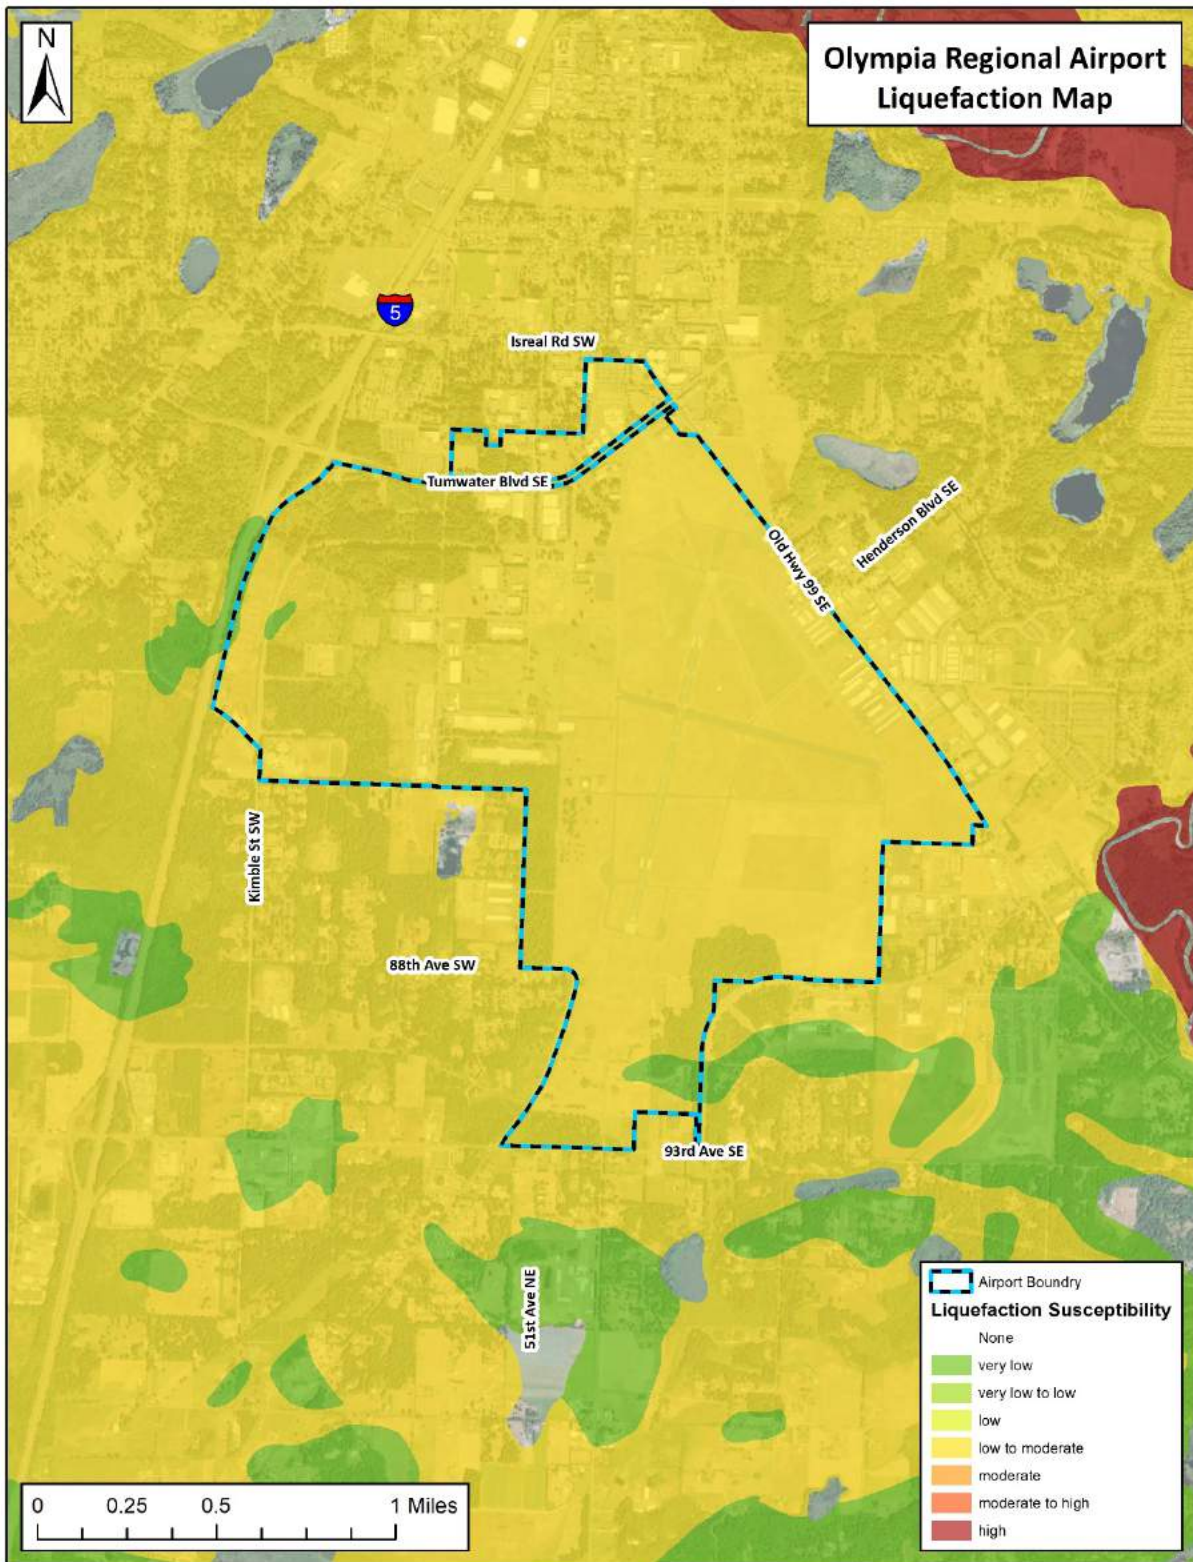 N
Olympia Regional Airport
Liquefaction Map
5
Isreal Rd SW
Tumwater Blvd SE
Henderson Blvd SE
Old Hwy 99 SE
Kimble St SW
88th Ave SW
93rd Ave SE
51st Ave NE
Airport Boundry
Liquefaction Susceptibility
None
very low
very low to low
low
low to moderate
moderate
moderate to high
high
0 0.25 0.5 1 Miles